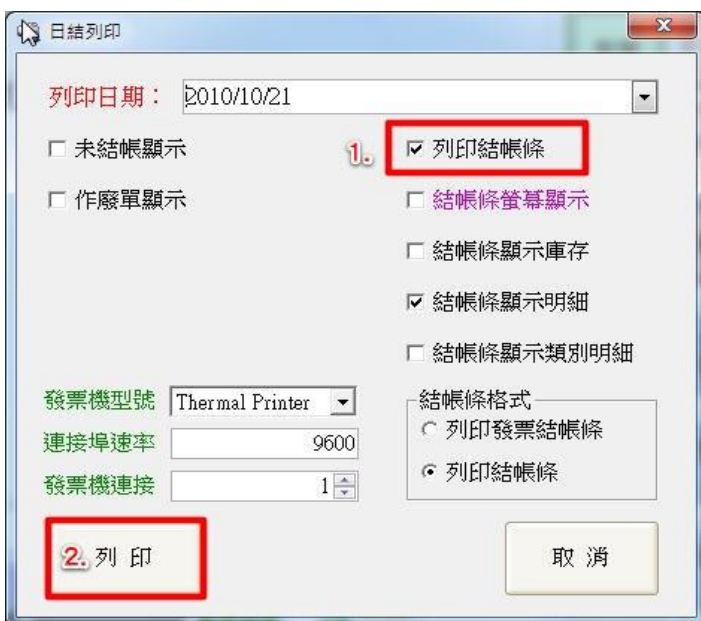 日結列印
列印日期： 2010/10/21
未結帳顯示
1. 列印結帳條
作廢單顯示
結帳條螢幕顯示
結帳條顯示庫存
結帳條顯示明細
結帳條顯示類別明細
發票機型號 Thermal Printer
連接埠速率 9600
發票機連接 1
結帳條格式
列印發票結帳條
列印結帳條
2. 列 印
取 消